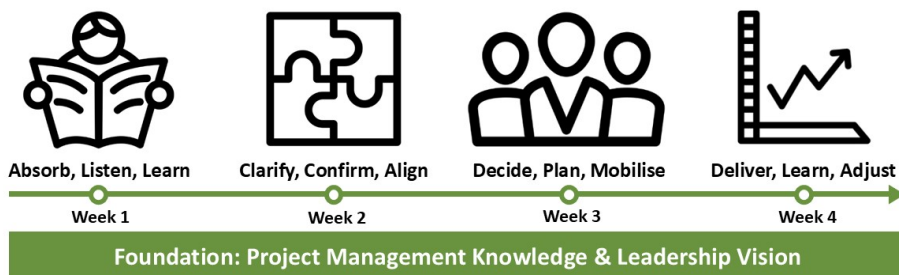 Absorb, Listen, Learn
Clarify, Confirm, Align
Decide, Plan, Mobilise
Deliver, Learn, Adjust
Week 1
Week 2
Week 3
Week 4
Foundation: Project Management Knowledge & Leadership Vision